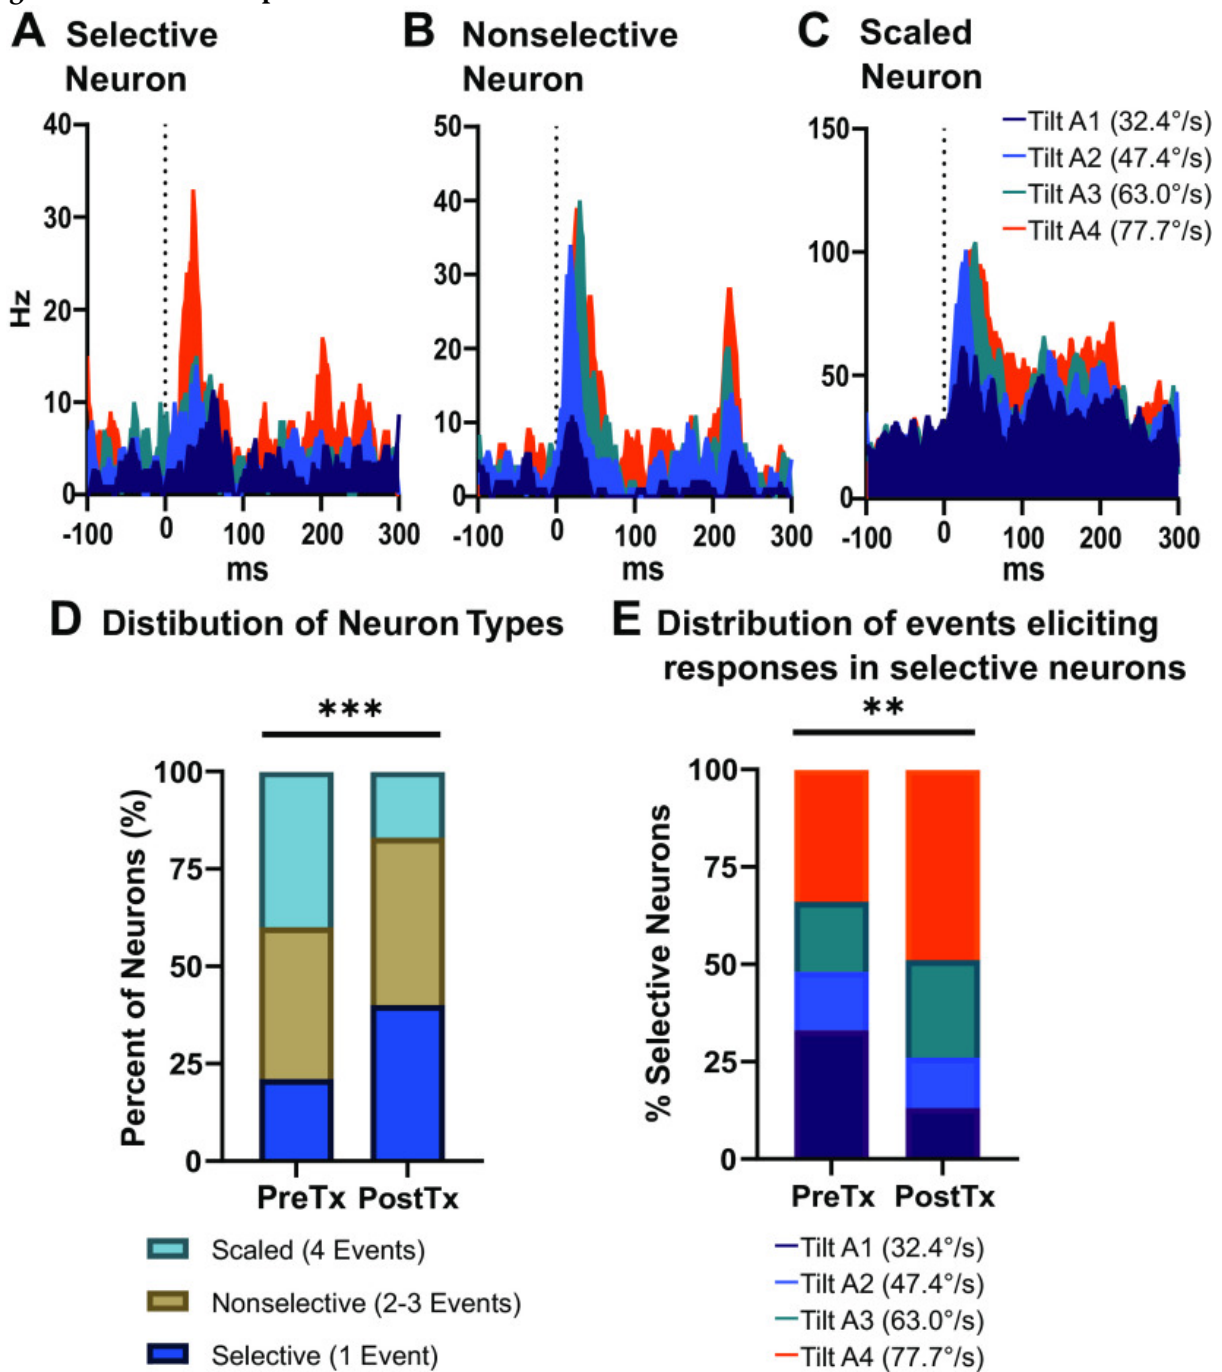 A Selective
Neuron
B Nonselective
Neuron
C Scaled
Neuron
Tilt A1 (32.4°/s)
Tilt A2 (47.4°/s)
Tilt A3 (63.0°/s)
Tilt A4 (77.7°/s)
Hz
40
30
20
10
0
-100 0 100 200 300
ms
50
40
30
20
10
0
-100 0 100 200 300
ms
150
100
50
0
-100 0 100 200 300
ms
D Distibution of Neuron Types
***
Percent of Neurons (%)
100
75
50
25
0
PreTx PostTx
Scaled (4 Events)
Nonselective (2-3 Events)
Selective (1 Event)
E Distribution of events eliciting
responses in selective neurons
**
% Selective Neurons
100
75
50
25
0
PreTx PostTx
Tilt A1 (32.4°/s)
Tilt A2 (47.4°/s)
Tilt A3 (63.0°/s)
Tilt A4 (77.7°/s)